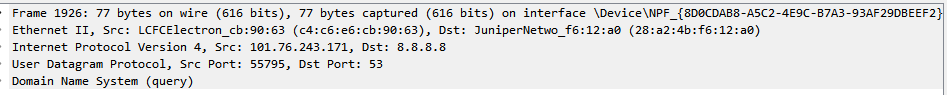 Frame 1926: 77 bytes on wire (616 bits), 77 bytes captured (616 bits) on interface \Device\NPF_{8D0CDAB8-A5C2-4E9C-B7A3-93AF29DBEEF2}
Ethernet II, Src: LCFCElectron_cb:90:63 (c4:c6:e6:cb:90:63), Dst: JuniperNetwo_f6:12:a0 (28:a2:4b:f6:12:a0)
Internet Protocol Version 4, Src: 101.76.243.171, Dst: 8.8.8.8
User Datagram Protocol, Src Port: 55795, Dst Port: 53
Domain Name System (query)